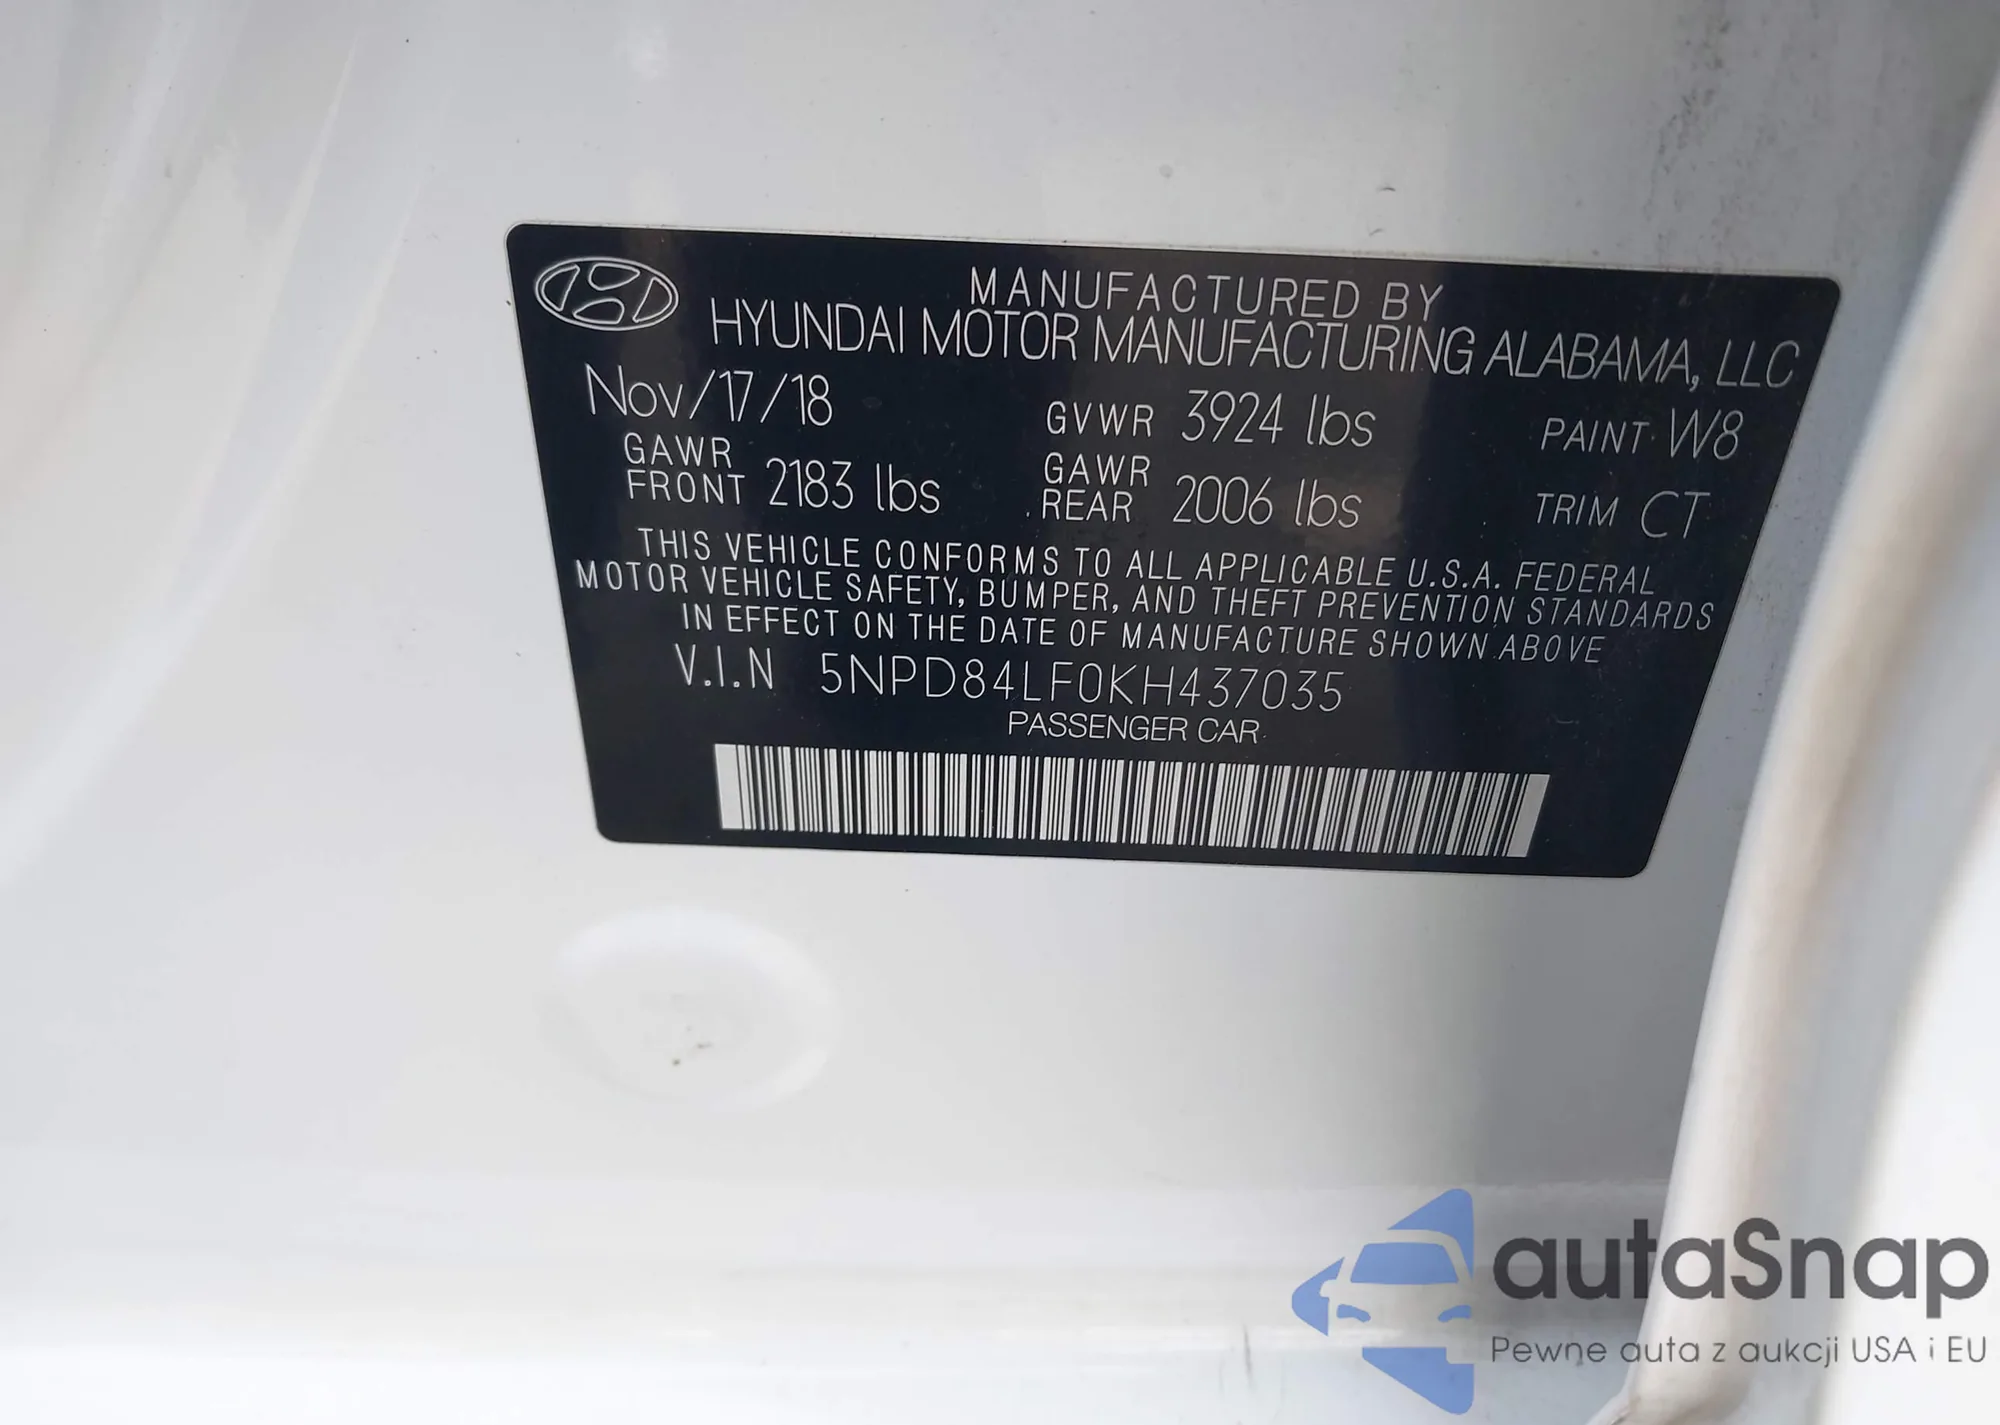 MANUFACTURED BY
HYUNDAI MOTOR MANUFACTURING ALABAMA, LLC
Nov/17/18 GVWR 3924 lbs PAINT W8
GAWR FRONT 2183 lbs GAWR REAR 2006 lbs TRIM CT
THIS VEHICLE CONFORMS TO ALL APPLICABLE U.S.A. FEDERAL
MOTOR VEHICLE SAFETY, BUMPER, AND THEFT PREVENTION STANDARDS
IN EFFECT ON THE DATE OF MANUFACTURE SHOWN ABOVE
V.I.N 5NPD84LF0KH437035
PASSENGER CAR
autaSnap
Pewne auta z aukcji USA i EU